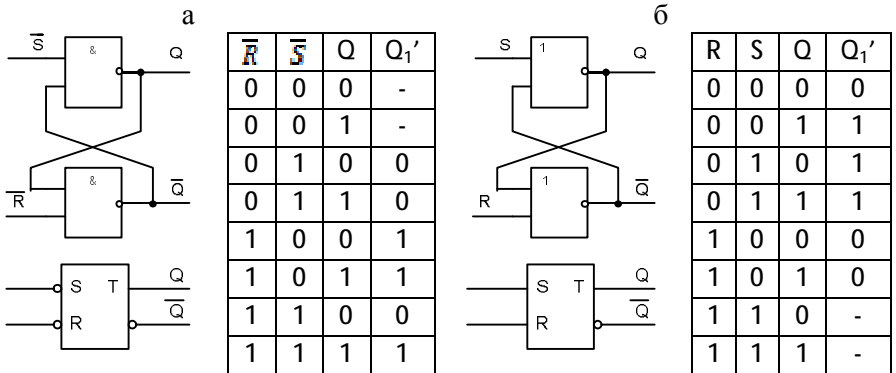 а
S̅ & Q
& Q̅
R̅
S T Q
R Q̅
R̅ S̅ Q Q₁’
0 0 0 -
0 0 1 -
0 1 0 0
0 1 1 0
1 0 0 1
1 0 1 1
1 1 0 0
1 1 1 1
б
S 1 Q
1 Q̅
R
S T Q
R Q̅
R S Q Q₁’
0 0 0 0
0 0 1 1
0 1 0 1
0 1 1 1
1 0 0 0
1 0 1 0
1 1 0 -
1 1 1 -